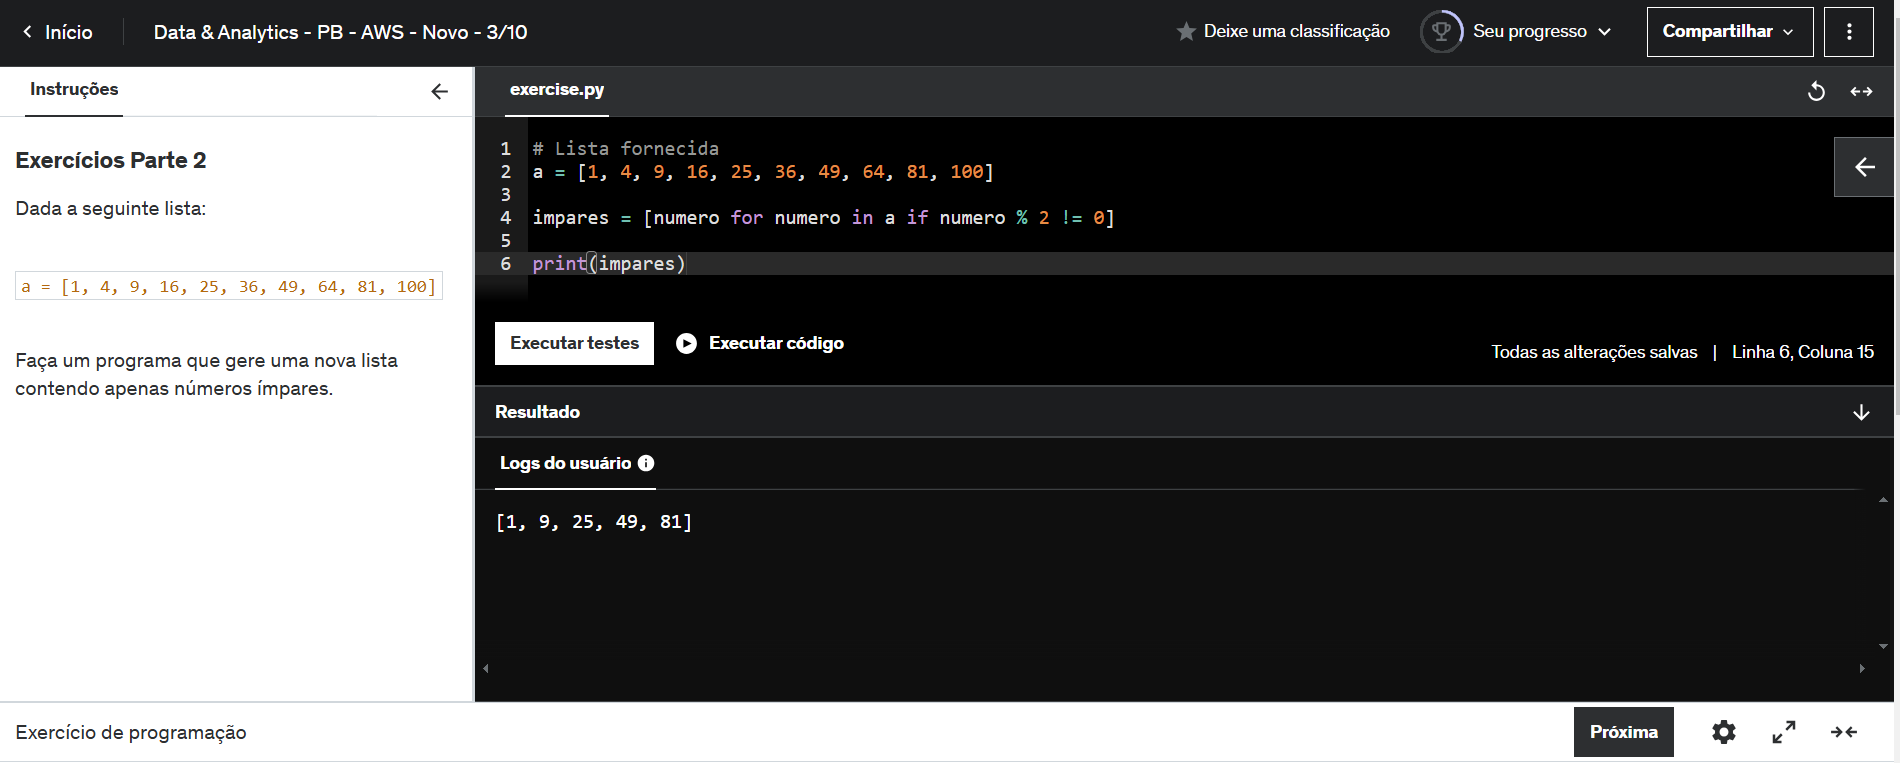 Início
Data & Analytics - PB - AWS - Novo - 3/10
Deixe uma classificação
Seu progresso
Compartilhar
Instruções
Exercícios Parte 2
Dada a seguinte lista:
a = [1, 4, 9, 16, 25, 36, 49, 64, 81, 100]
Faça um programa que gere uma nova lista
contendo apenas números ímpares.
exercise.py
1 # Lista fornecida
2 a = [1, 4, 9, 16, 25, 36, 49, 64, 81, 100]
3
4 impares = [numero for numero in a if numero % 2 != 0]
5
6 print(impares)
Executar testes
Executar código
Todas as alterações salvas | Linha 6, Coluna 15
Resultado
Logs do usuário
[1, 9, 25, 49, 81]
Exercício de programação
Próxima